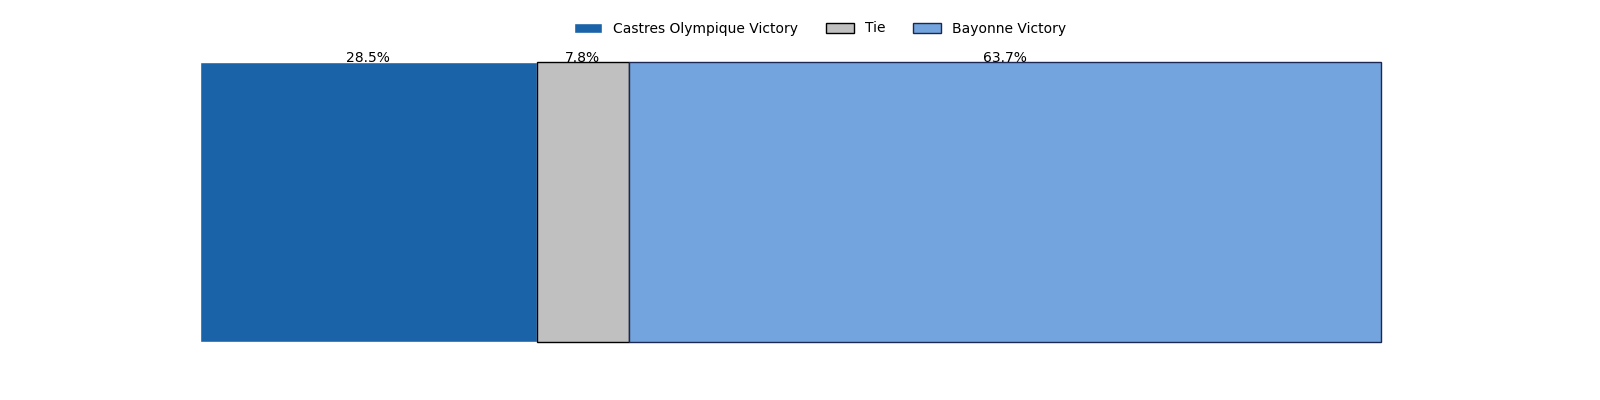 Castres Olympique Victory Tie Bayonne Victory
28.5% 7.8% 63.7%